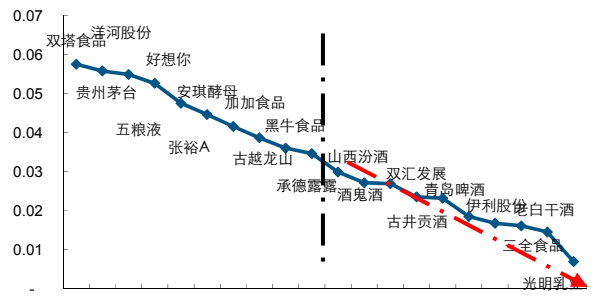 0.07
0.06
0.05
0.04
0.03
0.02
0.01
-
双塔食品
洋河股份
贵州茅台
好想你
五粮液
安琪酵母
张裕A
加加食品
古越龙山
黑牛食品
承德露露
山西汾酒
酒鬼酒
双汇发展
古井贡酒
青岛啤酒
伊利股份
三全食品
老白干酒
光明乳业